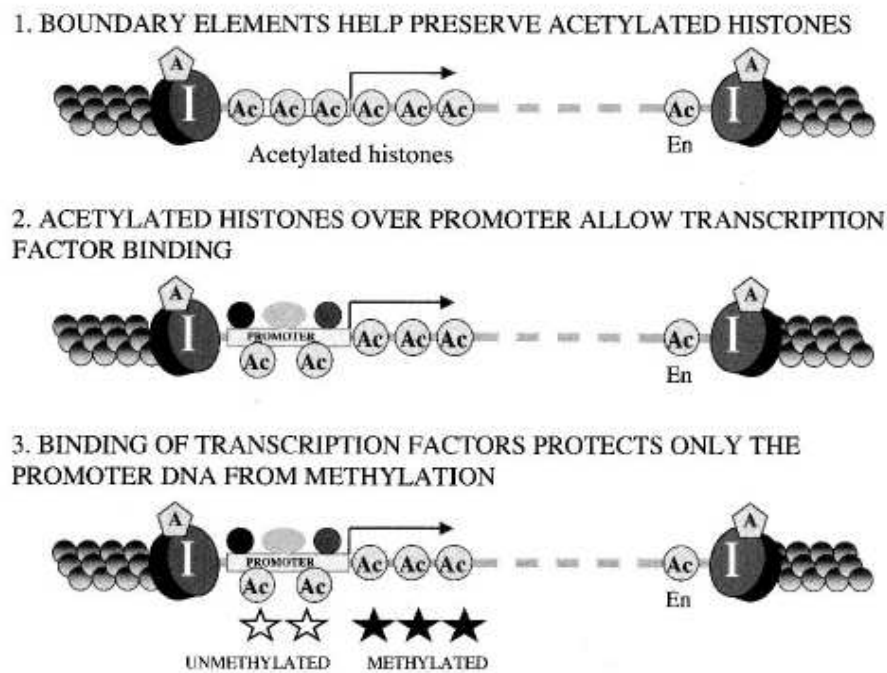 1. BOUNDARY ELEMENTS HELP PRESERVE ACETYLATED HISTONES
A A
I Ac Ac Ac Ac Ac Ac Ac I
Acetylated histones En
2. ACETYLATED HISTONES OVER PROMOTER ALLOW TRANSCRIPTION
FACTOR BINDING
A A
I PROMOTER Ac Ac Ac Ac I
Ac Ac
En
3. BINDING OF TRANSCRIPTION FACTORS PROTECTS ONLY THE
PROMOTER DNA FROM METHYLATION
A A
I PROMOTER Ac Ac Ac Ac I
Ac Ac
En
UNMETHYLATED METHYLATED